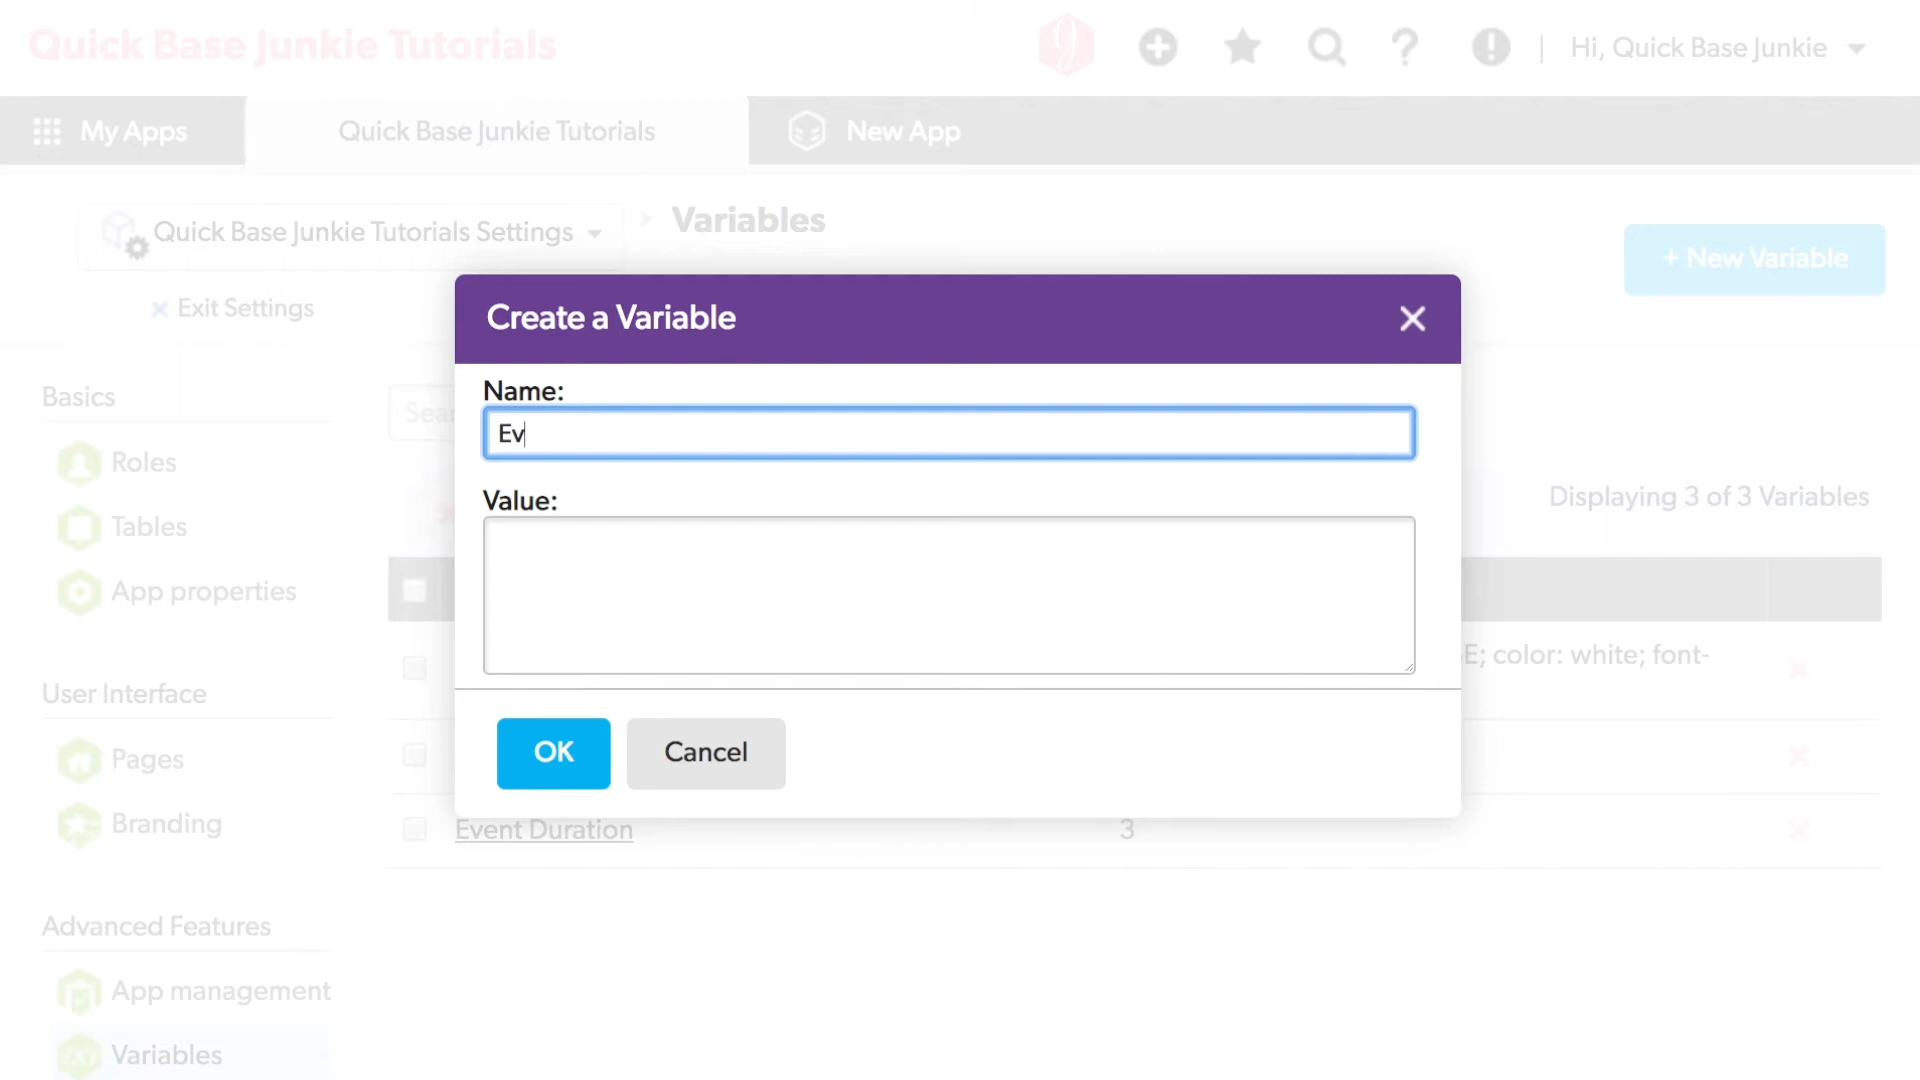 Quick Base Junkie Tutorials
Hi, Quick Base Junkie
My Apps
Quick Base Junkie Tutorials
New App
Quick Base Junkie Tutorials Settings
Variables
+ New Variable
Exit Settings
Create a Variable
Name:
Ev
Value:
OK
Cancel
Basics
Roles
Tables
App properties
User Interface
Pages
Branding
Advanced Features
App management
Variables
Displaying 3 of 3 Variables
E; color: white; font-
Event Duration
3